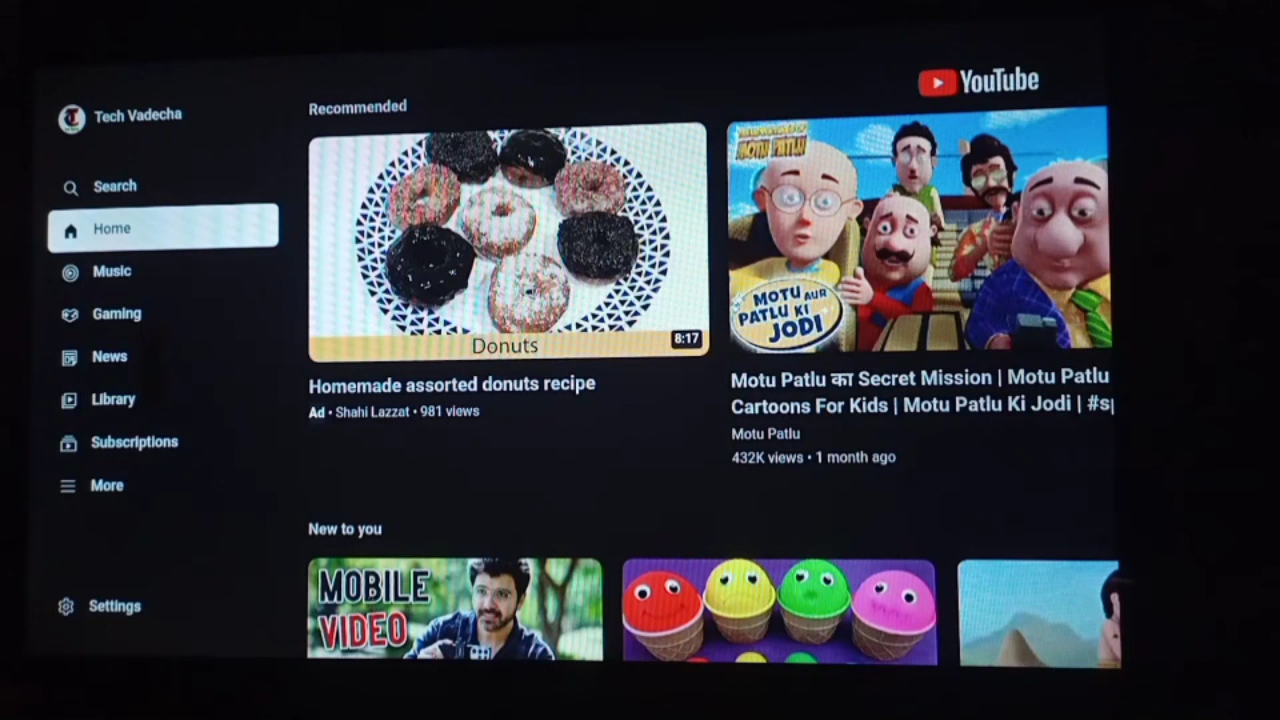 Tech Vadecha
Search
Home
Music
Gaming
News
Library
Subscriptions
More
Settings
YouTube
Recommended
Donuts
8:17
Homemade assorted donuts recipe
Ad • Shahi Lazzat • 981 views
MOTU PATLU
MOTU AUR
PATLU KI
JODI
Motu Patlu का Secret Mission | Motu Patlu
Cartoons For Kids | Motu Patlu Ki Jodi | #sp
Motu Patlu
432K views • 1 month ago
New to you
MOBILE
VIDEO